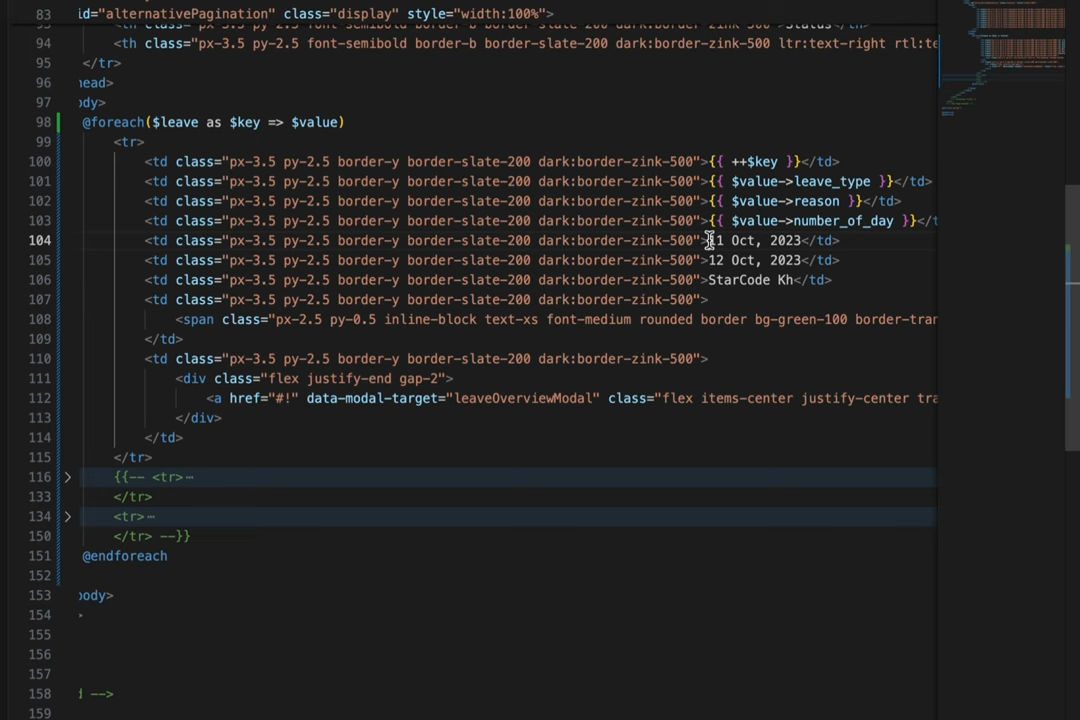 83 id="alternativePagination" class="display" style="width:100%">
94 <th class="px-3.5 py-2.5 font-semibold border-b border-slate-200 dark:border-zink-500 ltr:text-right rtl:te
95 </tr>
96 head>
97 body>
98 @foreach($leave as $key => $value)
99 <tr>
100 <td class="px-3.5 py-2.5 border-y border-slate-200 dark:border-zink-500">{{ ++$key }}</td>
101 <td class="px-3.5 py-2.5 border-y border-slate-200 dark:border-zink-500">{{ $value->leave_type }}</td>
102 <td class="px-3.5 py-2.5 border-y border-slate-200 dark:border-zink-500">{{ $value->reason }}</td>
103 <td class="px-3.5 py-2.5 border-y border-slate-200 dark:border-zink-500">{{ $value->number_of_day }}</t
104 <td class="px-3.5 py-2.5 border-y border-slate-200 dark:border-zink-500">11 Oct, 2023</td>
105 <td class="px-3.5 py-2.5 border-y border-slate-200 dark:border-zink-500">12 Oct, 2023</td>
106 <td class="px-3.5 py-2.5 border-y border-slate-200 dark:border-zink-500">StarCode Kh</td>
107 <td class="px-3.5 py-2.5 border-y border-slate-200 dark:border-zink-500">
108 <span class="px-2.5 py-0.5 inline-block text-xs font-medium rounded border bg-green-100 border-tran
109 </td>
110 <td class="px-3.5 py-2.5 border-y border-slate-200 dark:border-zink-500">
111 <div class="flex justify-end gap-2">
112 <a href="#!" data-modal-target="leaveOverviewModal" class="flex items-center justify-center tra
113 </div>
114 </td>
115 </tr>
116 {{-- <tr>⋯
133 </tr>
134 <tr>⋯
150 </tr> --}}
151 @endforeach
152
153 body>
154 >
155
156
157
158 d -->
159